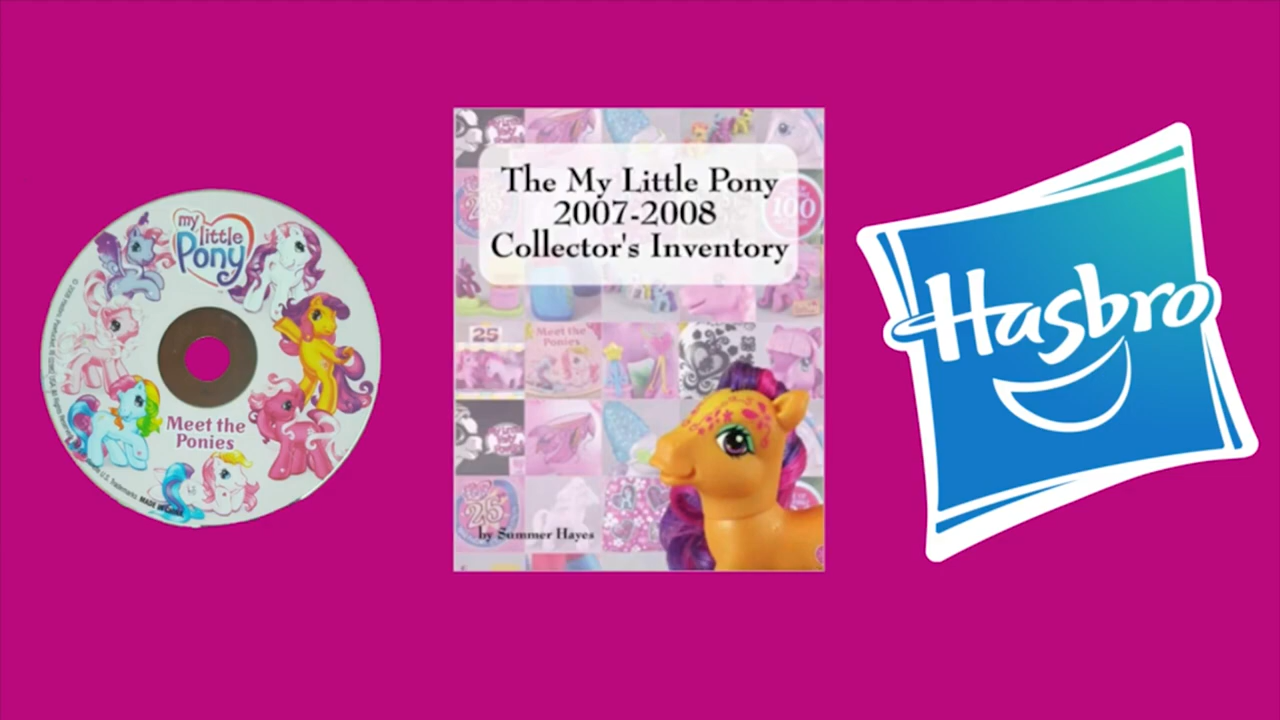 my
little
Pony
Meet the
Ponies
MADE IN CHINA
The My Little Pony
2007-2008
Collector's Inventory
100
25
Meet the
Ponies
25
by Summer Hayes
Hasbro